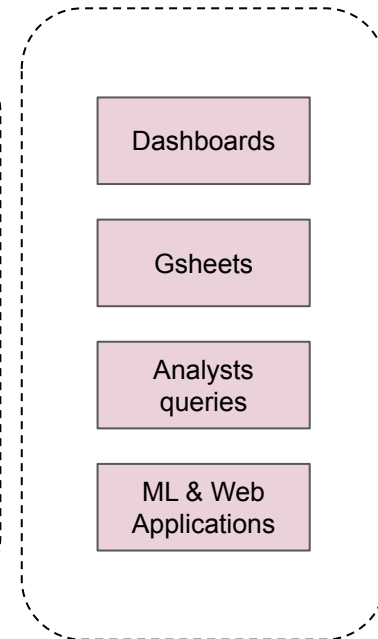 Dashboards
Gsheets
Analysts
queries
ML & Web
Applications